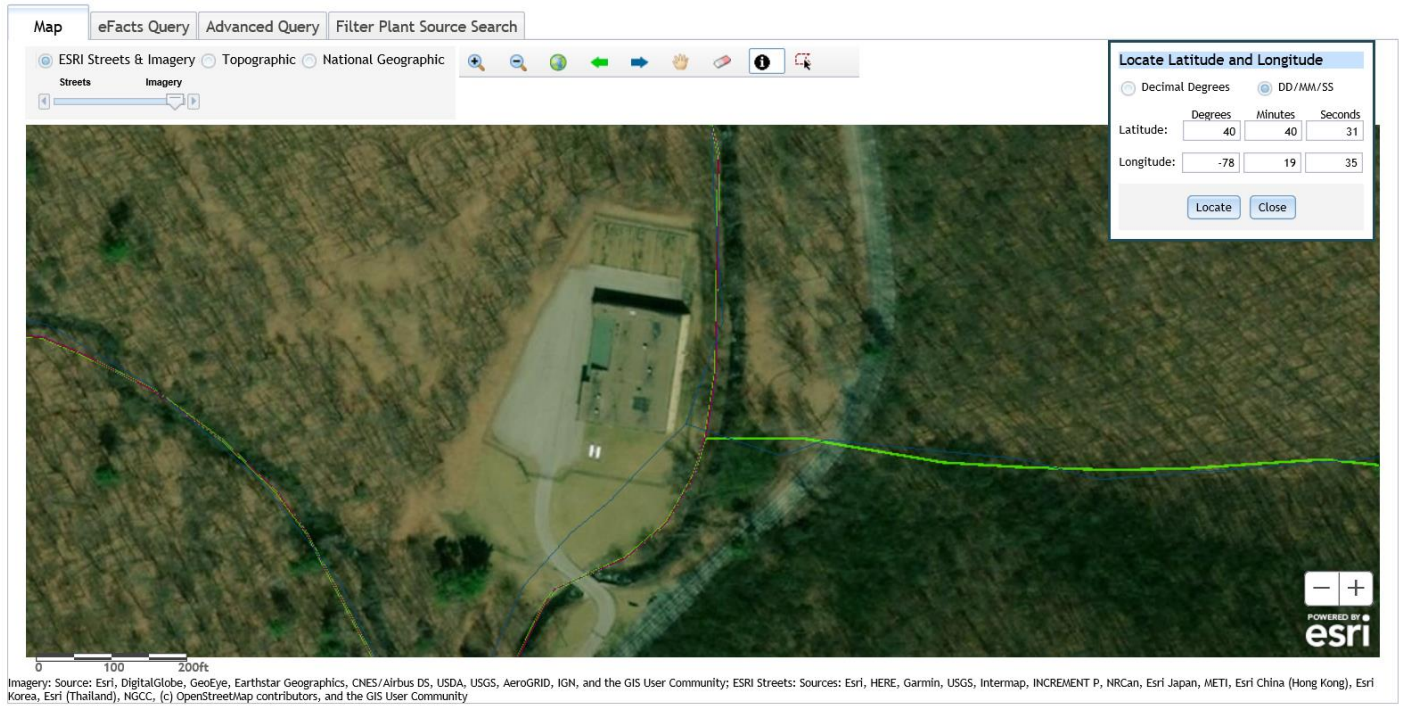 Map eFacts Query Advanced Query Filter Plant Source Search
ESRI Streets & Imagery Topographic National Geographic
Streets Imagery
Locate Latitude and Longitude
Decimal Degrees DD/MM/SS
Degrees Minutes Seconds
Latitude: 40 40 31
Longitude: -78 19 35
Locate Close
POWERED BY
esri
0 100 200ft
Imagery: Source: Esri, DigitalGlobe, GeoEye, Earthstar Geographics, CNES/Airbus DS, USDA, USGS, AeroGRID, IGN, and the GIS User Community; ESRI Streets: Sources: Esri, HERE, Garmin, USGS, Intermap, INCREMENT P, NRCan, Esri Japan, METI, Esri China (Hong Kong), Esri
Korea, Esri (Thailand), NGCC, (c) OpenStreetMap contributors, and the GIS User Community